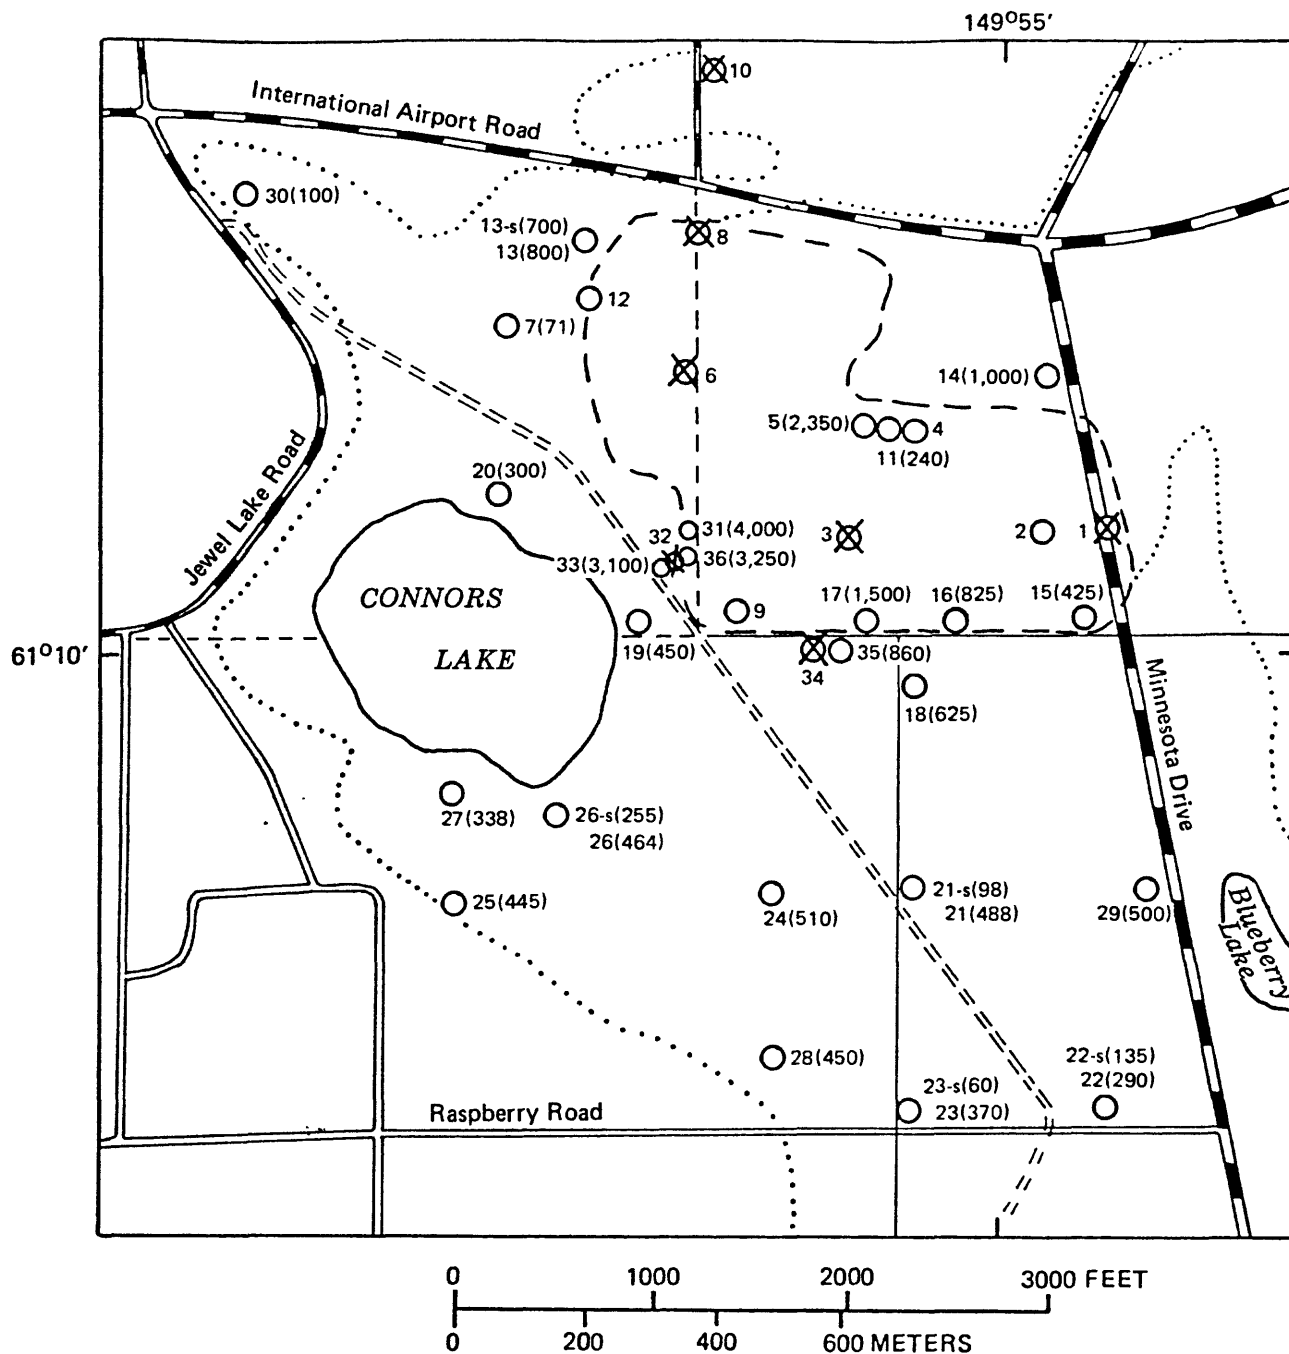 149°55'
10
International Airport Road
30(100)
13-s(700)
13(800)
8
12
7(71)
6
14(1,000)
5(2,350)
4
11(240)
Jewel Lake Road
20(300)
31(4,000)
32
3
2
1
33(3,100)
36(3,250)
CONNORS
LAKE
9
17(1,500)
16(825)
15(425)
61°10'
19(450)
34
35(860)
18(625)
Minnesota Drive
27(338)
26-s(255)
26(464)
25(445)
24(510)
21-s(98)
21(488)
29(500)
Blueberry
Lake
28(450)
22-s(135)
22(290)
23-s(60)
23(370)
Raspberry Road
0 1000 2000 3000 FEET
0 200 400 600 METERS